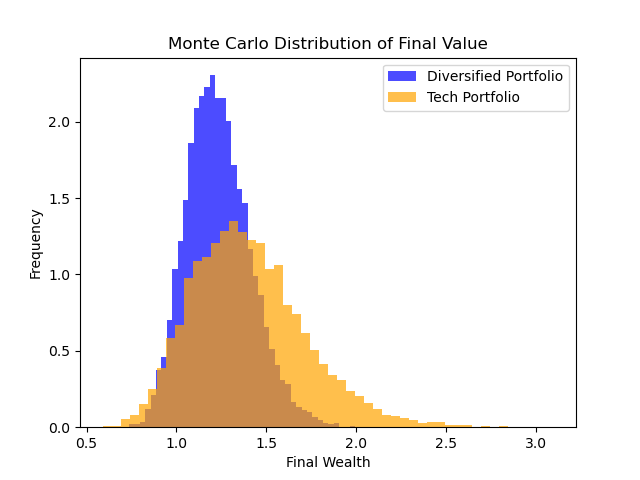 Monte Carlo Distribution of Final Value
Diversified Portfolio
Tech Portfolio
Frequency
2.0
1.5
1.0
0.5
0.0
0.5
1.0
1.5
2.0
2.5
3.0
Final Wealth